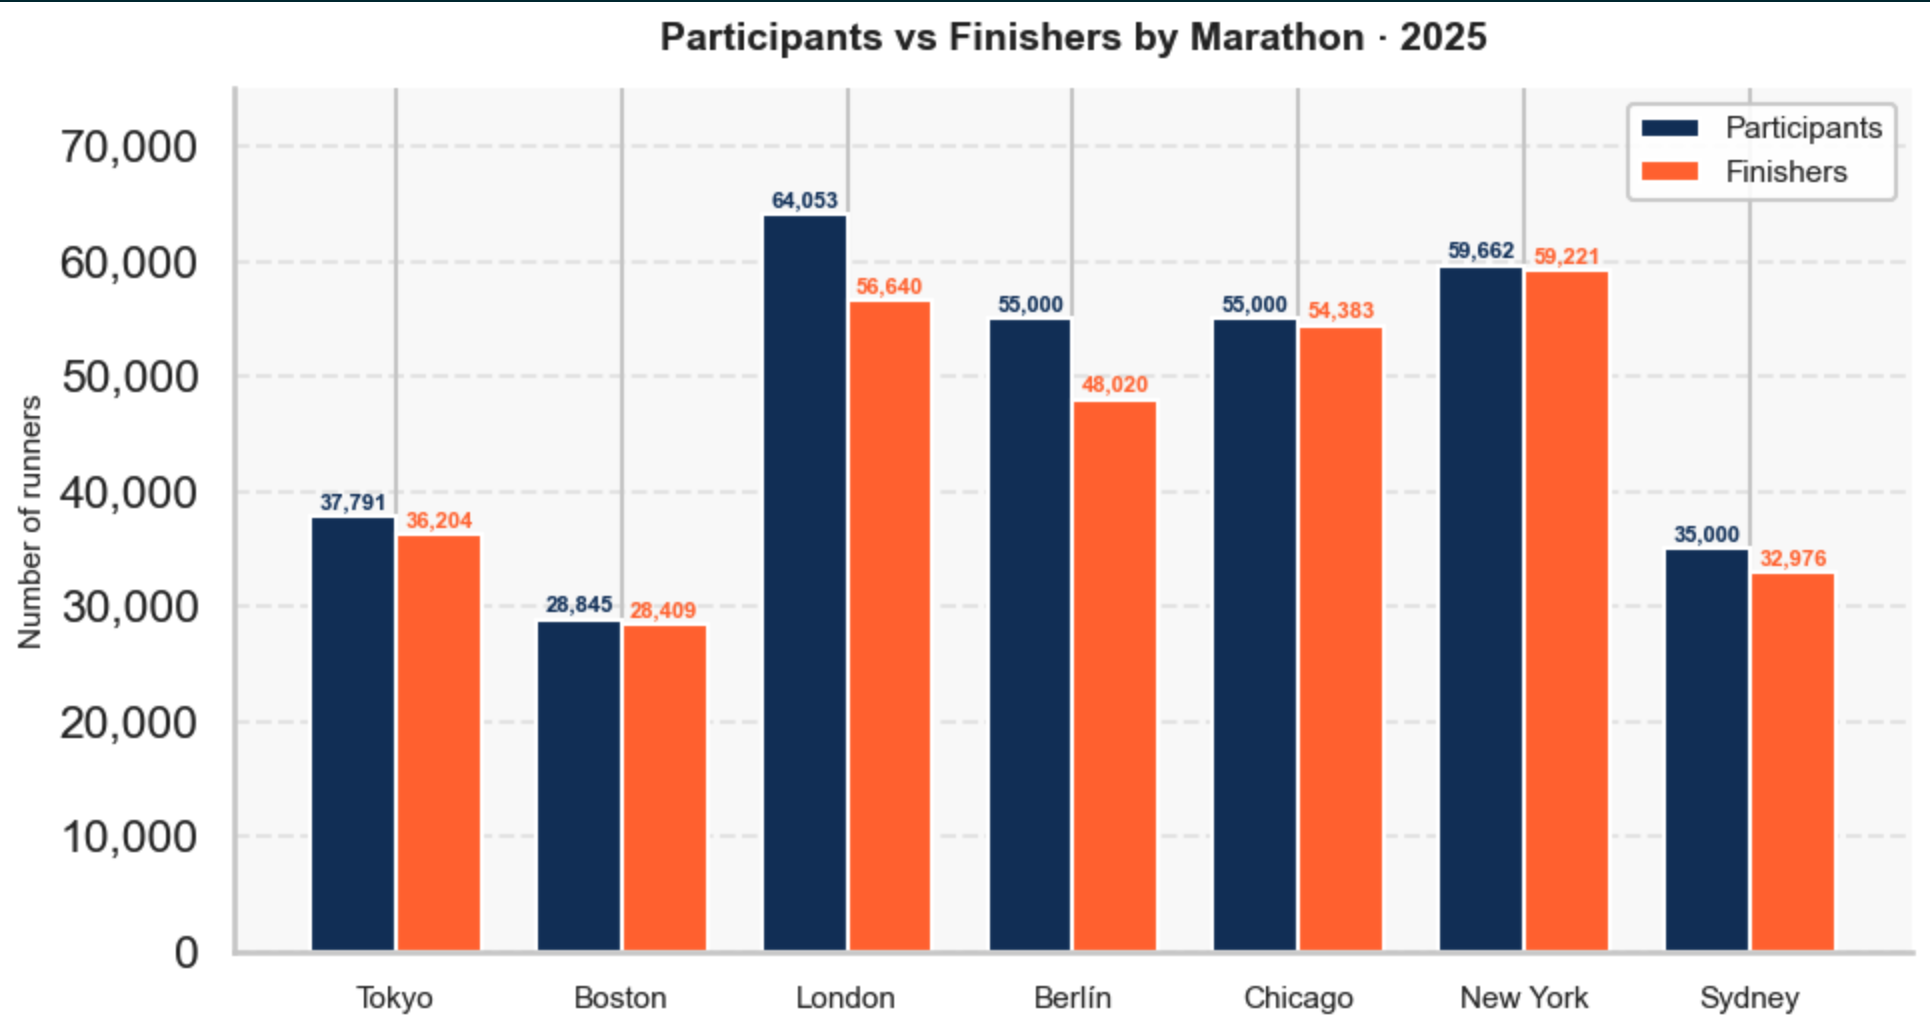 Participants vs Finishers by Marathon · 2025
Participants
Finishers
Number of runners
70,000
60,000
50,000
40,000
30,000
20,000
10,000
0
37,791
36,204
28,845
28,409
64,053
56,640
55,000
48,020
55,000
54,383
59,662
59,221
35,000
32,976
Tokyo
Boston
London
Berlín
Chicago
New York
Sydney